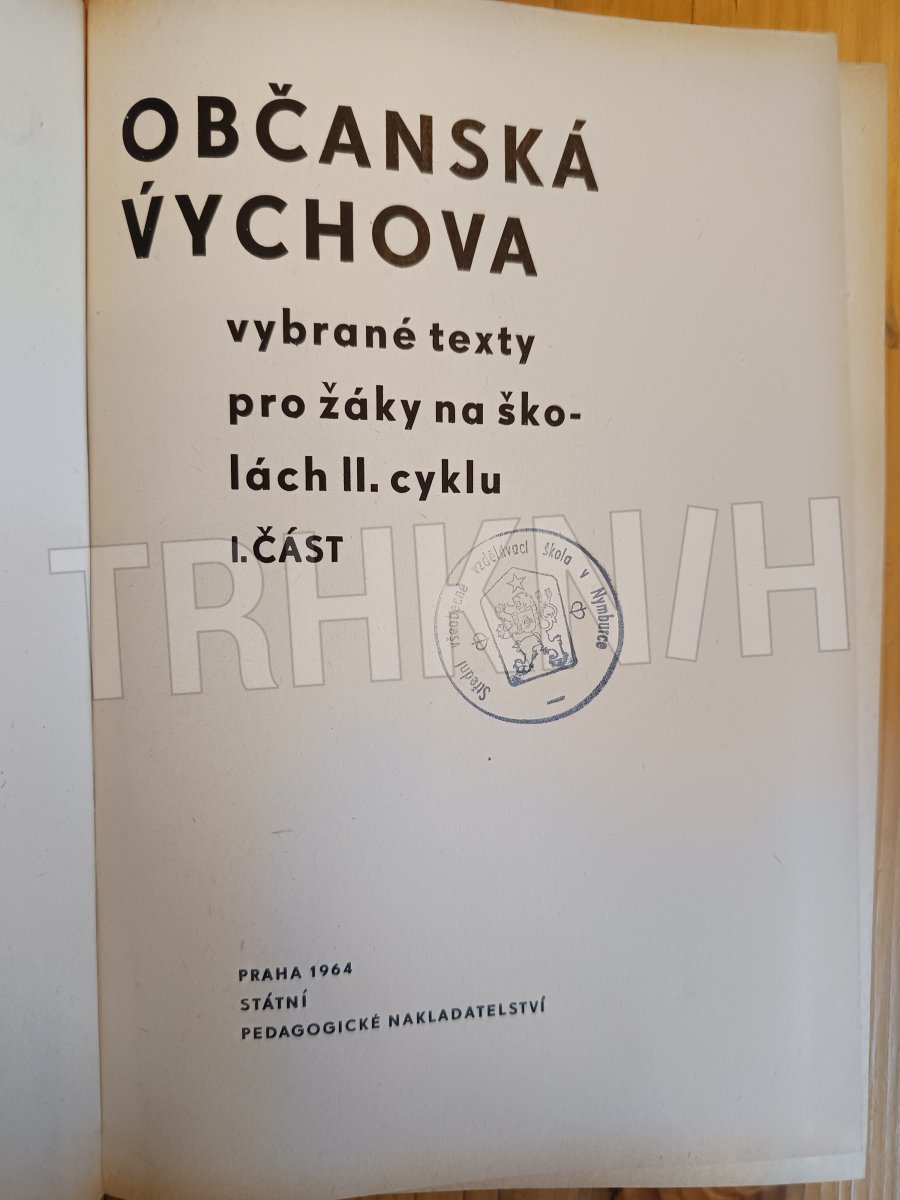 OBČANSKÁ
VÝCHOVA
vybrané texty
pro žáky na ško-
lách II. cyklu
I. ČÁST
Střední všeobecně vzdělávací škola v Nymburce
TRHKNIH
PRAHA 1964
STÁTNÍ
PEDAGOGICKÉ NAKLADATELSTVÍ